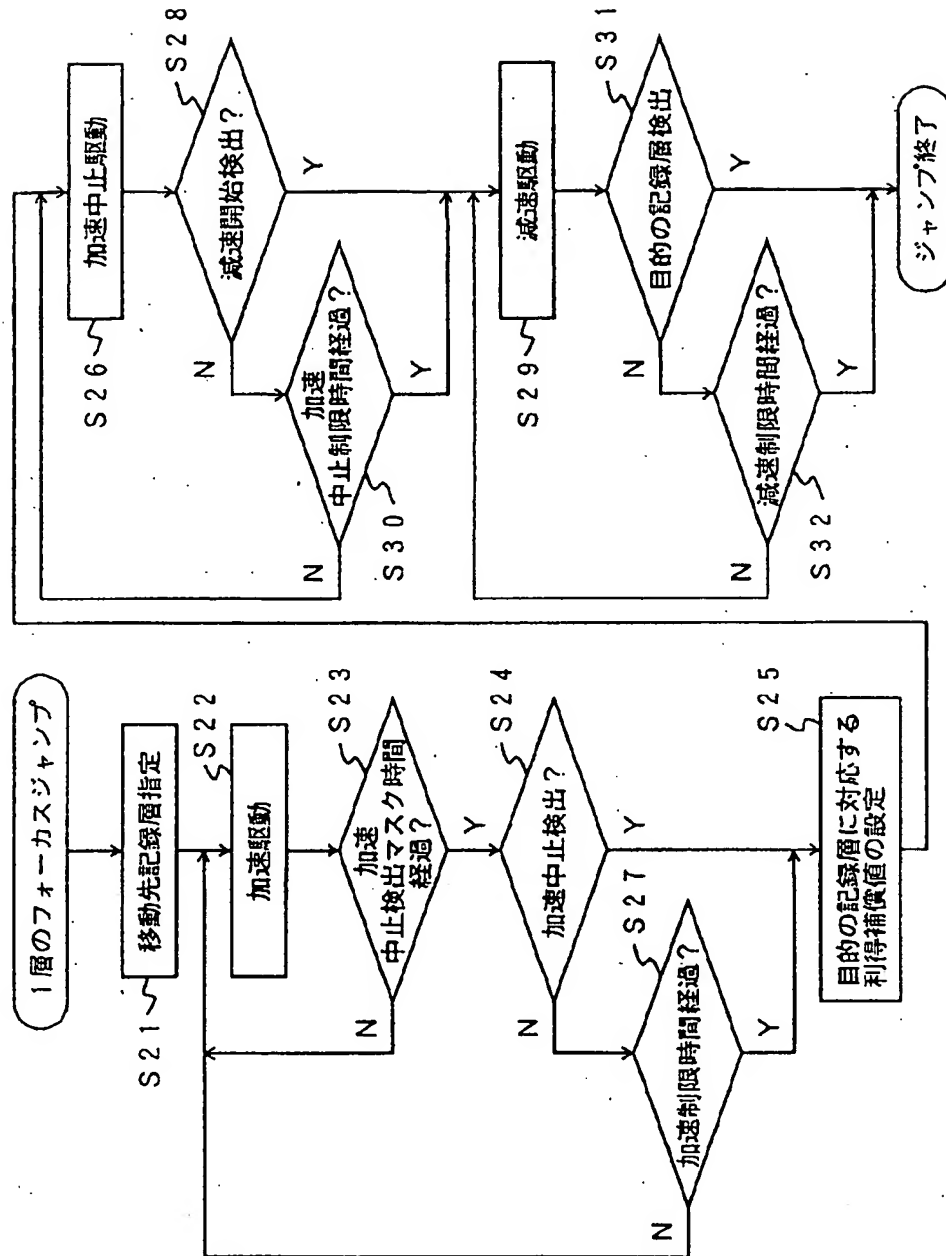 1層のフォーカスジャンプ
移動先記録層指定
S21
加速駆動
S22
加速
中止検出マスク時間
経過？
S23
N
Y
加速中止検出？
S24
N
Y
加速制限時間経過？
S27
N
Y
目的の記録層に対応する
利得補償値の設定
S25
加速中止駆動
S26
減速開始検出？
S28
N
Y
加速
中止制限時間経過？
S30
N
Y
減速駆動
S29
目的の記録層検出
S31
N
Y
減速制限時間経過？
S32
N
Y
ジャンプ終了